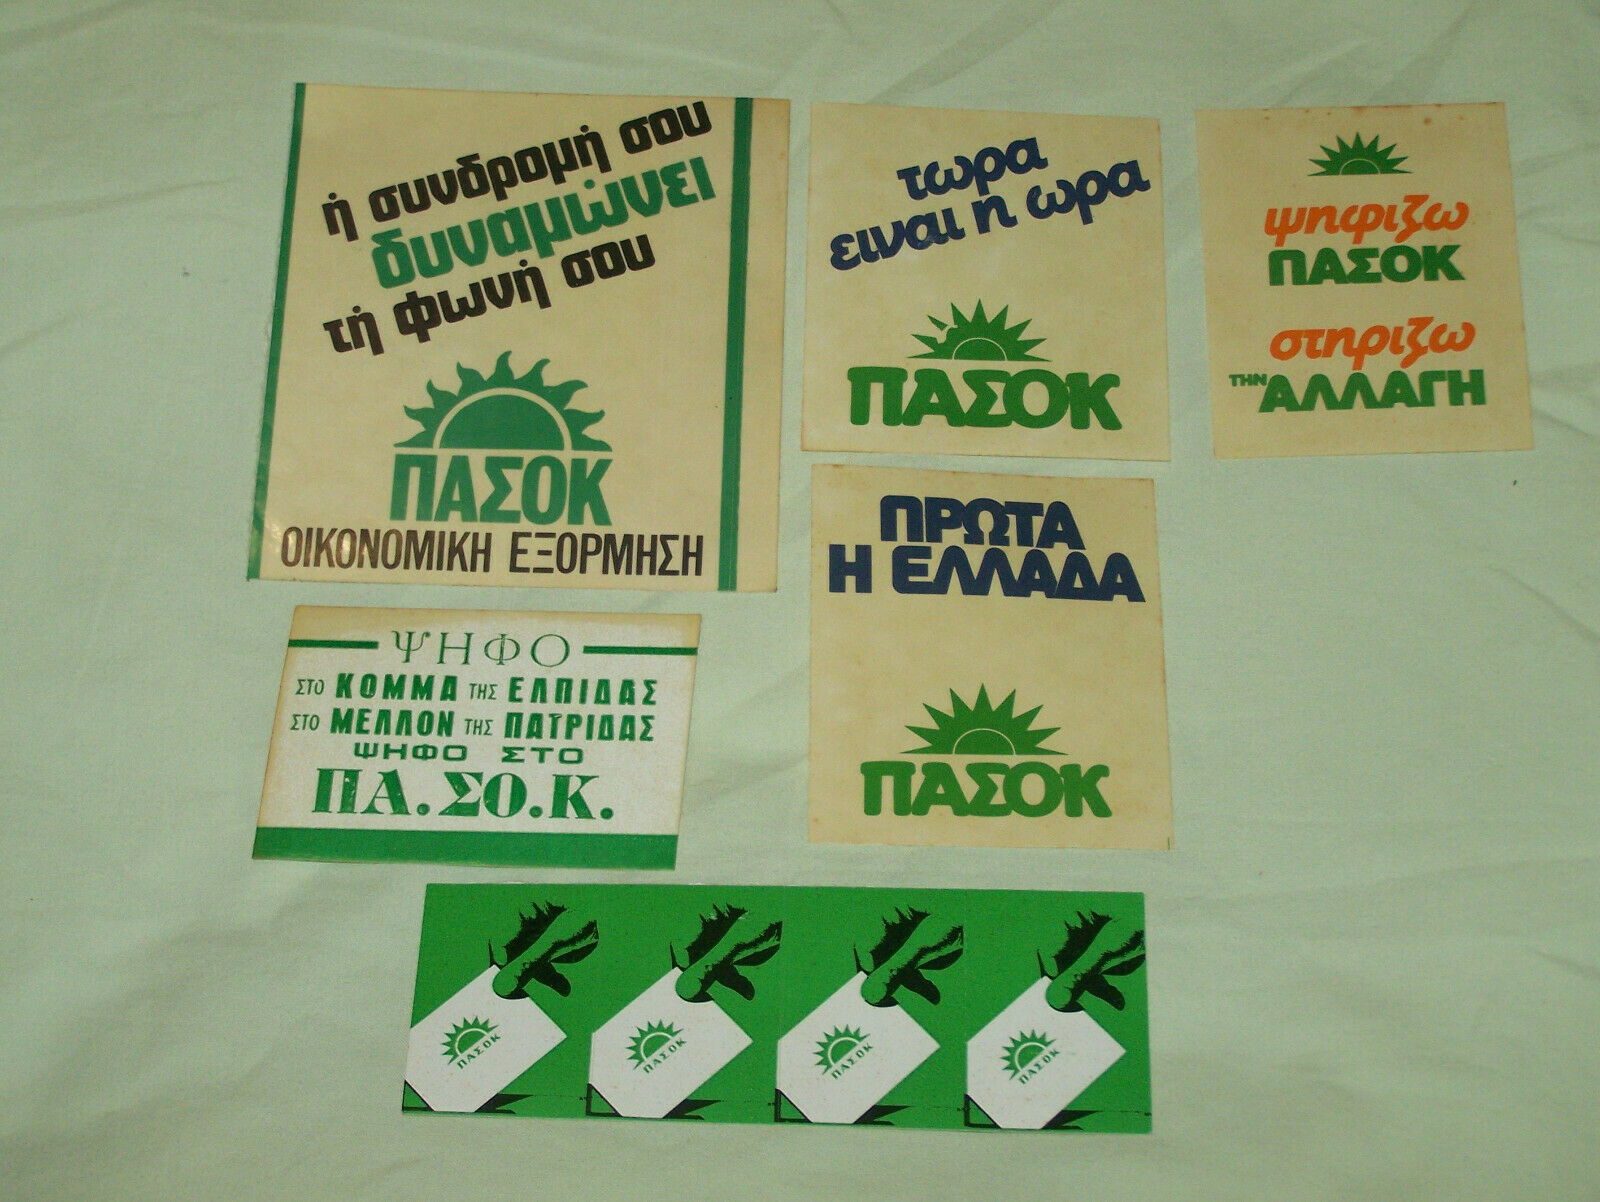 ἡ συνδρομή σου
δυναμώνει
τή φωνή σου
ΠΑΣΟΚ
ΟΙΚΟΝΟΜΙΚΗ ΕΞΟΡΜΗΣΗ
τωρα
ειναι η ωρα
ΠΑΣΟΚ
ψηφιζω
ΠΑΣΟΚ
στηριζω
ΤΗΝ ΑΛΛΑΓΗ
ΠΡΩΤΑ
Η ΕΛΛΑΔΑ
ΠΑΣΟΚ
ΨΗΦΟ
ΣΤΟ ΚΟΜΜΑ ΤΗΣ ΕΛΠΙΔΑΣ
ΣΤΟ ΜΕΛΛΟΝ ΤΗΣ ΠΑΤΡΙΔΑΣ
ΨΗΦΟ ΣΤΟ
ΠΑ.ΣΟ.Κ.
ΠΑΣΟΚ
ΠΑΣΟΚ
ΠΑΣΟΚ
ΠΑΣΟΚ